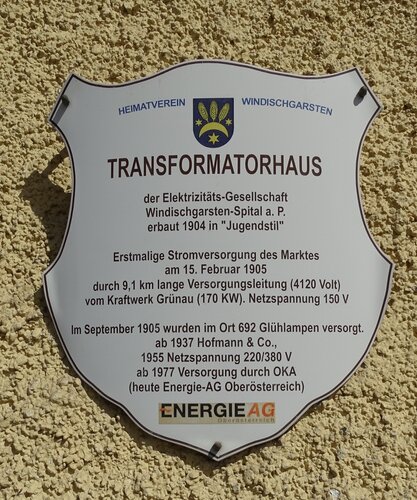 HEIMATVEREIN WINDISCHGARSTEN
TRANSFORMATORHAUS
der Elektrizitäts-Gesellschaft
Windischgarsten-Spital a. P.
erbaut 1904 in "Jugendstil"
Erstmalige Stromversorgung des Marktes
am 15. Februar 1905
durch 9,1 km lange Versorgungsleitung (4120 Volt)
vom Kraftwerk Grünau (170 KW). Netzspannung 150 V
Im September 1905 wurden im Ort 692 Glühlampen versorgt.
ab 1937 Hofmann & Co.,
1955 Netzspannung 220/380 V
ab 1977 Versorgung durch OKA
(heute Energie-AG Oberösterreich)
ENERGIE AG
Oberösterreich